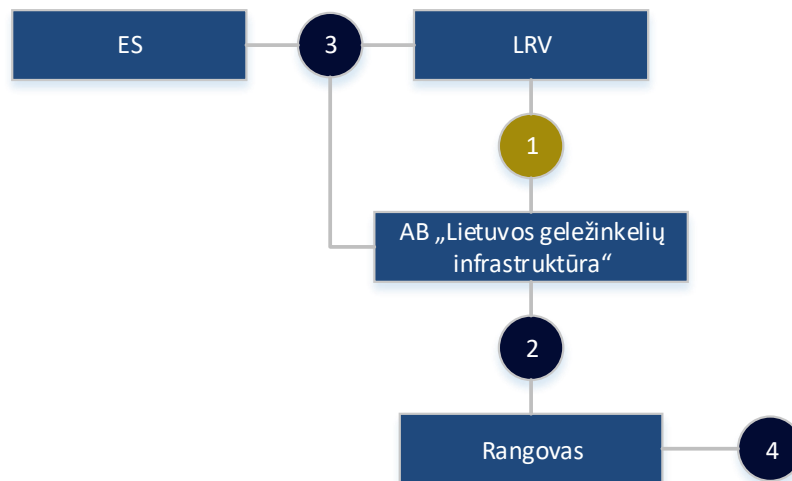 ES
3
LRV
1
AB „Lietuvos geležinkelių
infrastruktūra“
2
Rangovas
4